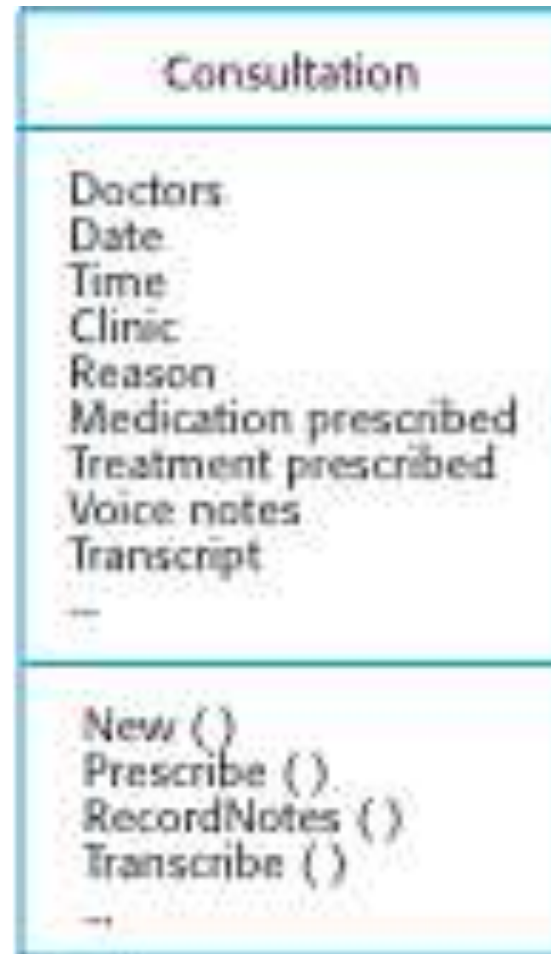 Consultation
Doctors
Date
Time
Clinic
Reason
Medication prescribed
Treatment prescribed
Voice notes
Transcript
...
New ( )
Prescribe ( )
RecordNotes ( )
Transcribe ( )
...